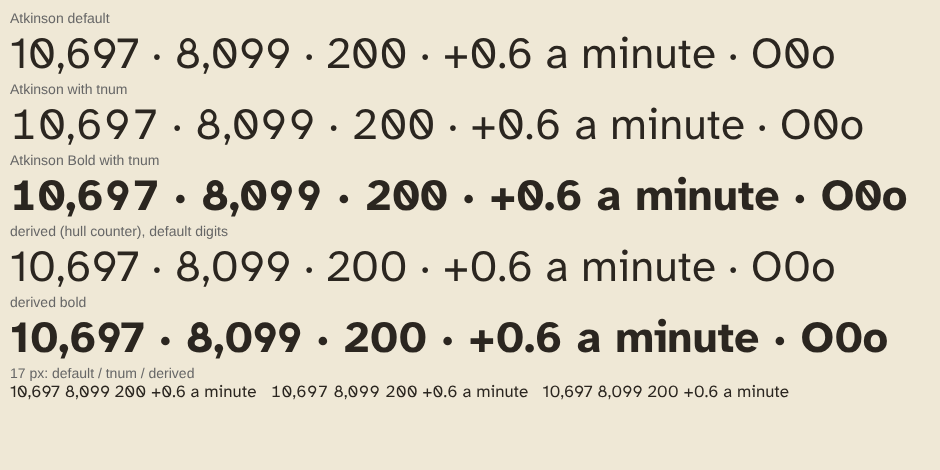 Atkinson default
10,697 · 8,099 · 200 · +0.6 a minute · O0o
Atkinson with tnum
10,697 · 8,099 · 200 · +0.6 a minute · O0o
Atkinson Bold with tnum
10,697 · 8,099 · 200 · +0.6 a minute · O0o
derived (hull counter), default digits
10,697 · 8,099 · 200 · +0.6 a minute · O0o
derived bold
10,697 · 8,099 · 200 · +0.6 a minute · O0o
17 px: default / tnum / derived
10,697 8,099 200 +0.6 a minute 10,697 8,099 200 +0.6 a minute 10,697 8,099 200 +0.6 a minute